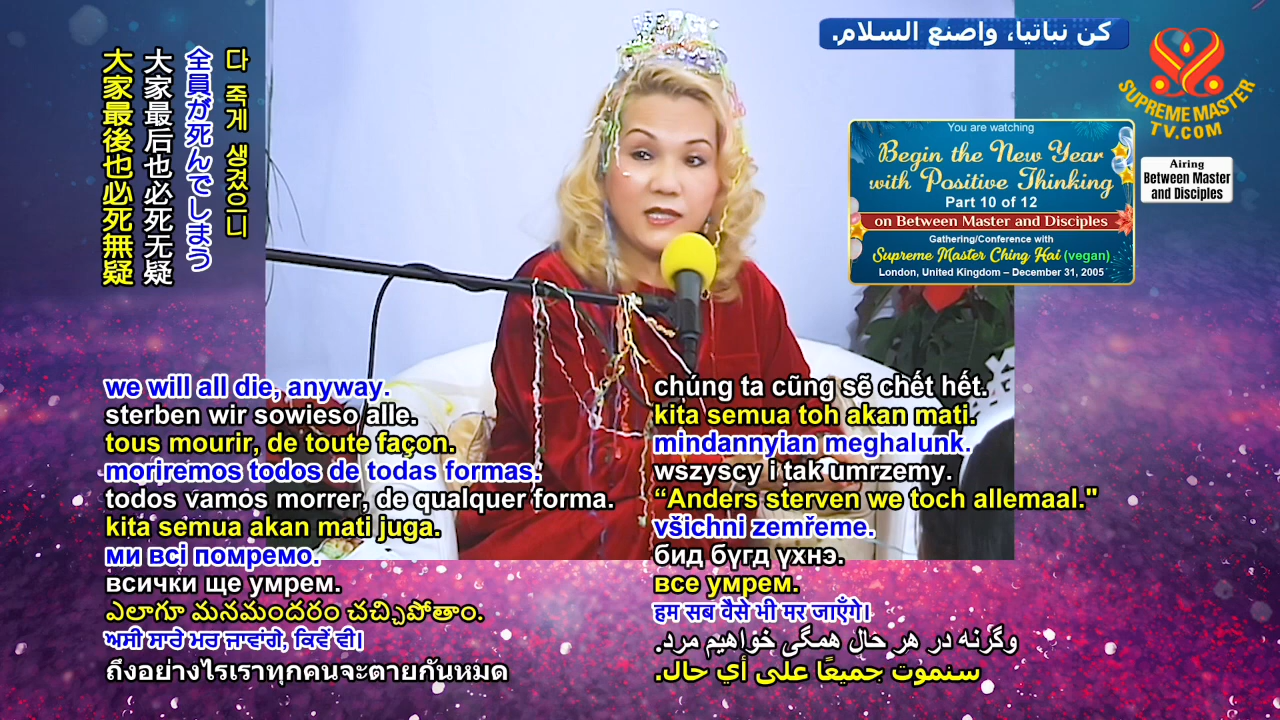 大家最後也必死無疑
大家最后也必死无疑
全員が死んでしまう
다 죽게 생겼으니
كن نباتيا، واصنع السلام.
SUPREME MASTER
TV.COM
You are watching
Begin the New Year
with Positive Thinking
Part 10 of 12
on Between Master and Disciples
Gathering/Conference with
Supreme Master Ching Hai (vegan)
London, United Kingdom – December 31, 2005
Airing
Between Master
and Disciples
we will all die, anyway.
sterben wir sowieso alle.
tous mourir, de toute façon.
moriremos todos de todas formas.
todos vamos morrer, de qualquer forma.
kita semua akan mati juga.
ми всі помремо.
всички ще умрем.
ఎలాగూ మనమందరం చచ్చిపోతాం.
ਅਸੀ ਸਾਰੇ ਮਰ ਜਾਵਾਂਗੇ, ਕਿਵੇਂ ਵੀ।
ถึงอย่างไรเราทุกคนจะตายกันหมด
chúng ta cũng sẽ chết hết.
kita semua toh akan mati.
mindannyian meghalunk.
wszyscy i tak umrzemy.
“Anders sterven we toch allemaal."
všichni zemřeme.
бид бүгд үхнэ.
все умрем.
हम सब वैसे भी मर जाएँगे।
وگرنه در هر حال همگی خواهیم مرد.
سنموت جميعًا على أي حال.